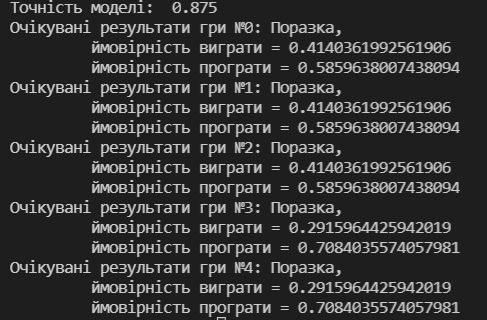 Точність моделі:  0.875
Очікувані результати гри №0: Поразка,
        ймовірність виграти = 0.4140361992561906
        ймовірність програти = 0.5859638007438094
Очікувані результати гри №1: Поразка,
        ймовірність виграти = 0.4140361992561906
        ймовірність програти = 0.5859638007438094
Очікувані результати гри №2: Поразка,
        ймовірність виграти = 0.4140361992561906
        ймовірність програти = 0.5859638007438094
Очікувані результати гри №3: Поразка,
        ймовірність виграти = 0.2915964425942019
        ймовірність програти = 0.7084035574057981
Очікувані результати гри №4: Поразка,
        ймовірність виграти = 0.2915964425942019
        ймовірність програти = 0.7084035574057981